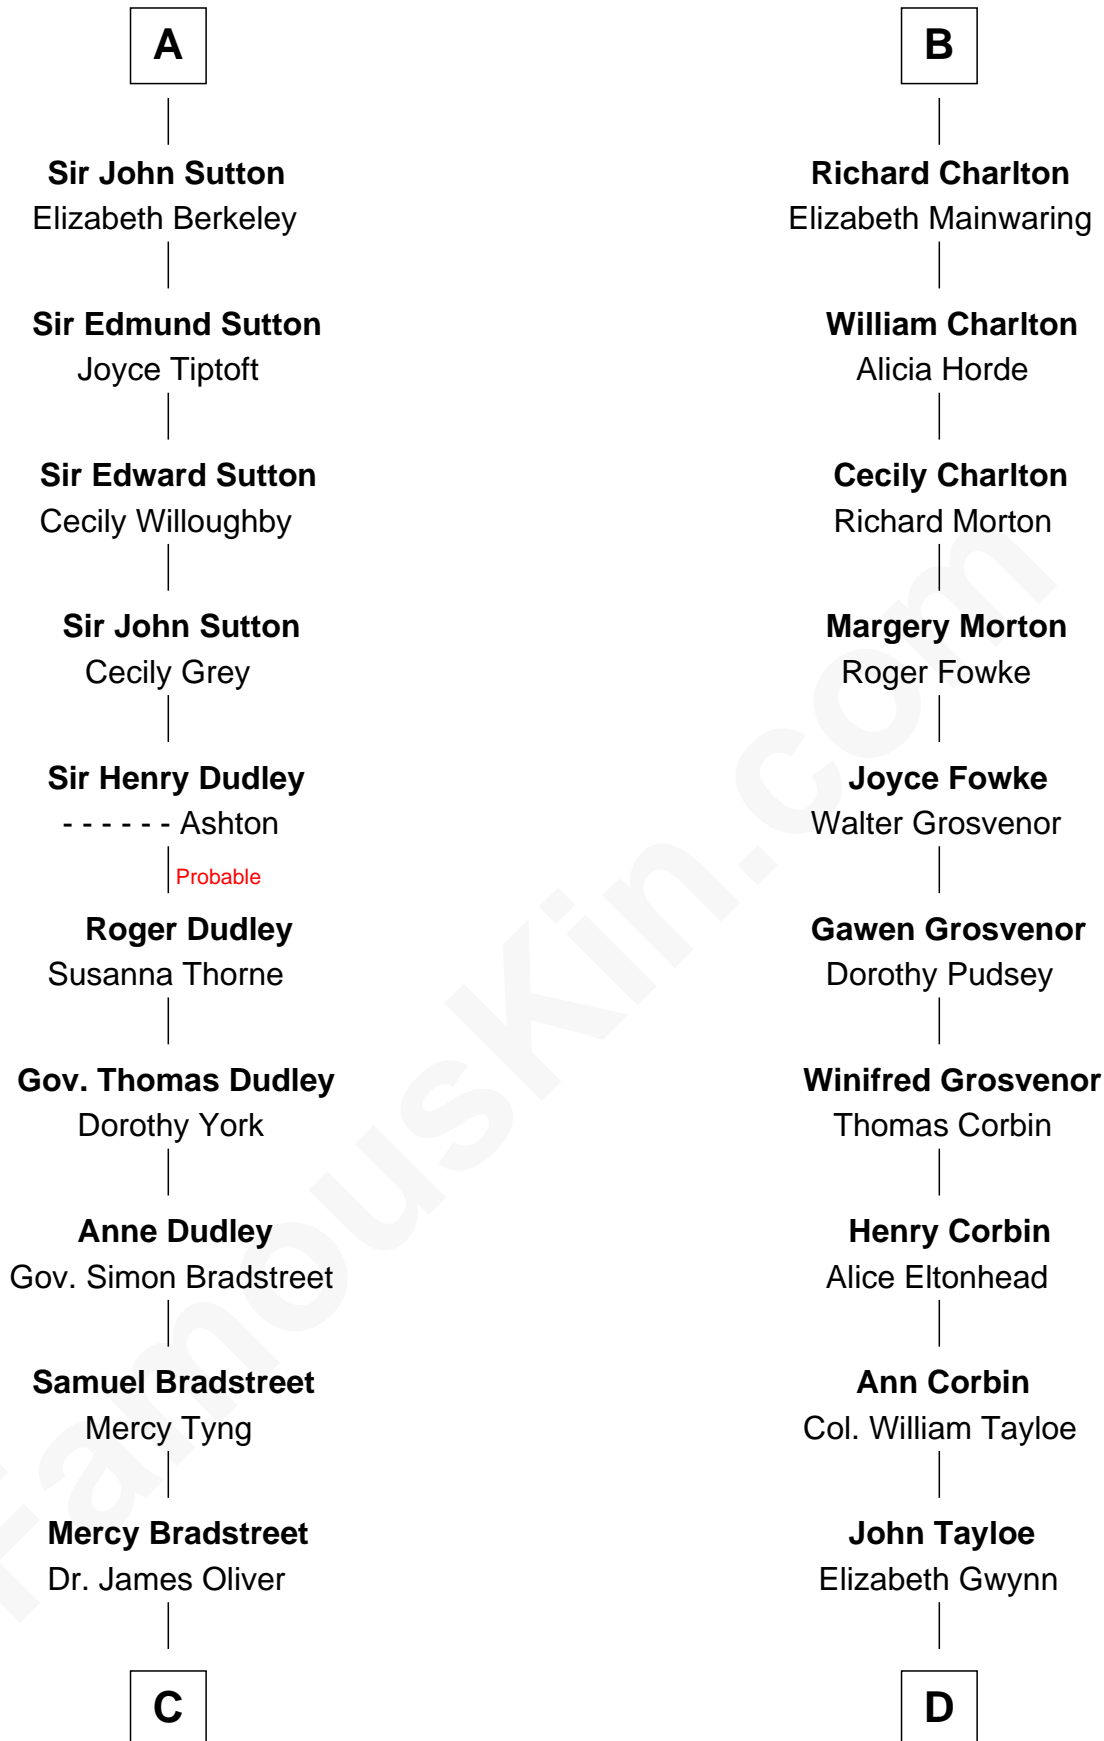 A
Sir John Sutton
Elizabeth Berkeley
Sir Edmund Sutton
Joyce Tiptoft
Sir Edward Sutton
Cecily Willoughby
Sir John Sutton
Cecily Grey
Sir Henry Dudley
- - - - - - Ashton
Probable
Roger Dudley
Susanna Thorne
Gov. Thomas Dudley
Dorothy York
Anne Dudley
Gov. Simon Bradstreet
Samuel Bradstreet
Mercy Tyng
Mercy Bradstreet
Dr. James Oliver
C
B
Richard Charlton
Elizabeth Mainwaring
William Charlton
Alicia Horde
Cecily Charlton
Richard Morton
Margery Morton
Roger Fowke
Joyce Fowke
Walter Grosvenor
Gawen Grosvenor
Dorothy Pudsey
Winifred Grosvenor
Thomas Corbin
Henry Corbin
Alice Eltonhead
Ann Corbin
Col. William Tayloe
John Tayloe
Elizabeth Gwynn
D
FamousKin.com